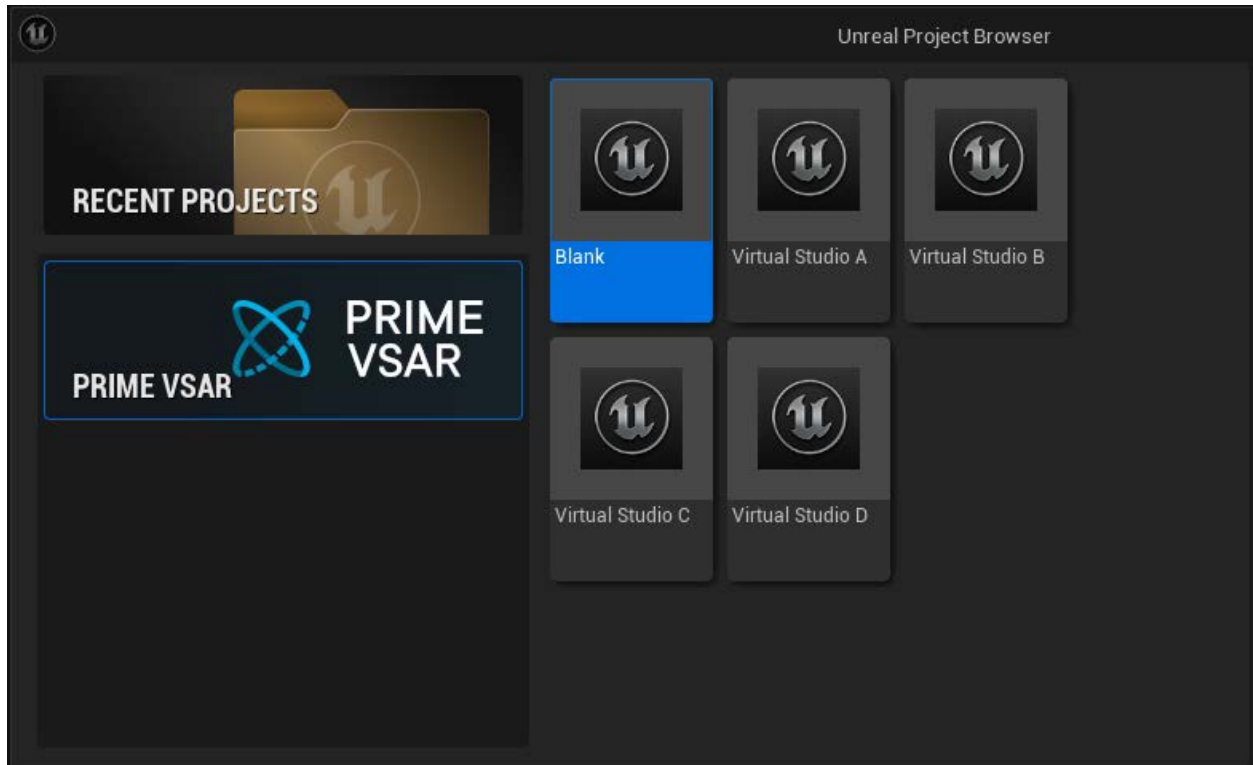 Unreal Project Browser
RECENT PROJECTS
PRIME
VSAR
PRIME VSAR
Blank
Virtual Studio A
Virtual Studio B
Virtual Studio C
Virtual Studio D